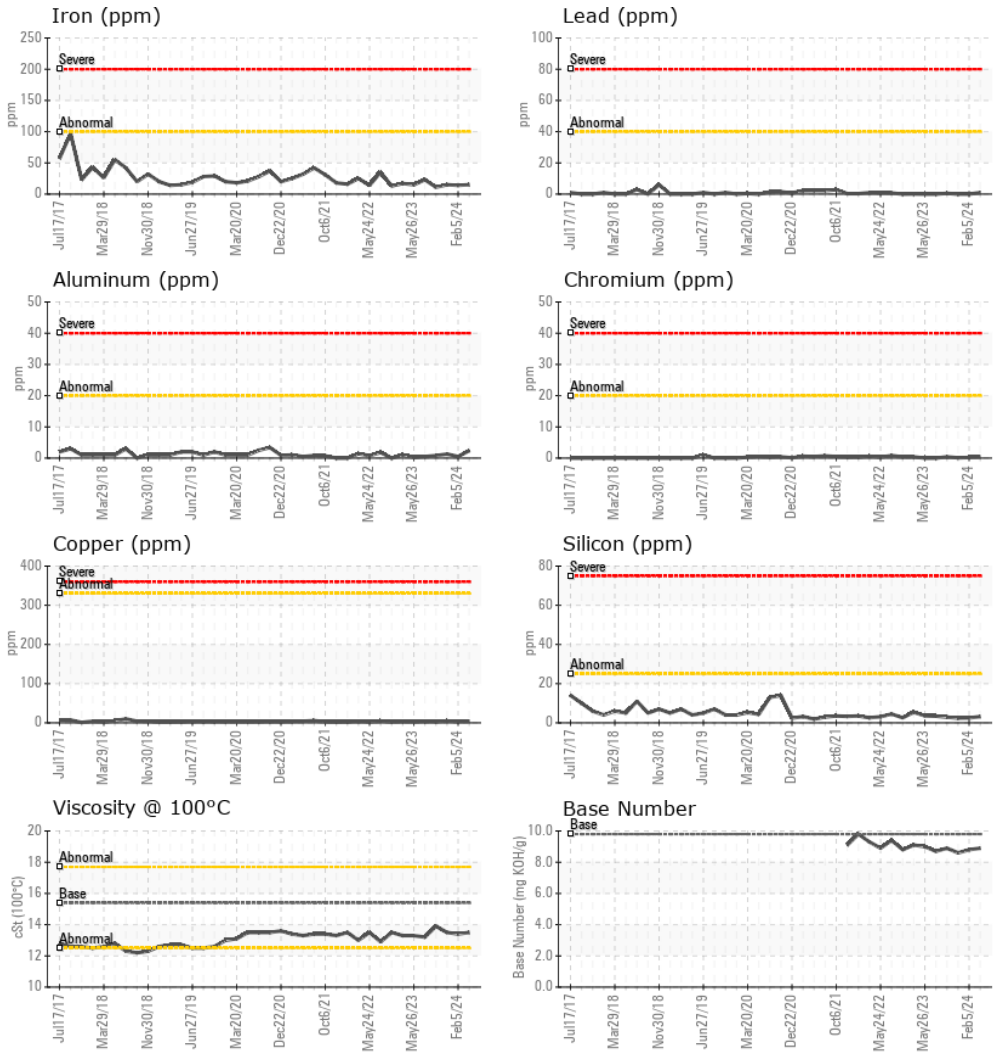 Iron (ppm)
250
200
150
100
50
0
ppm
Severe
Abnormal
Jul17/17
Mar29/18
Nov30/18
Jun27/19
Mar20/20
Dec22/20
Oct6/21
May24/22
May26/23
Feb5/24
Lead (ppm)
100
80
60
40
20
0
ppm
Severe
Abnormal
Jul17/17
Mar29/18
Nov30/18
Jun27/19
Mar20/20
Dec22/20
Oct6/21
May24/22
May26/23
Feb5/24
Aluminum (ppm)
50
40
30
20
10
0
ppm
Severe
Abnormal
Jul17/17
Mar29/18
Nov30/18
Jun27/19
Mar20/20
Dec22/20
Oct6/21
May24/22
May26/23
Feb5/24
Chromium (ppm)
50
40
30
20
10
0
ppm
Severe
Abnormal
Jul17/17
Mar29/18
Nov30/18
Jun27/19
Mar20/20
Dec22/20
Oct6/21
May24/22
May26/23
Feb5/24
Copper (ppm)
400
300
200
100
0
ppm
Severe
Abnormal
Jul17/17
Mar29/18
Nov30/18
Jun27/19
Mar20/20
Dec22/20
Oct6/21
May24/22
May26/23
Feb5/24
Silicon (ppm)
80
60
40
20
0
ppm
Severe
Abnormal
Jul17/17
Mar29/18
Nov30/18
Jun27/19
Mar20/20
Dec22/20
Oct6/21
May24/22
May26/23
Feb5/24
Viscosity @ 100°C
20
18
16
14
12
10
cSt (100°C)
Abnormal
Base
Abnormal
Jul17/17
Mar29/18
Nov30/18
Jun27/19
Mar20/20
Dec22/20
Oct6/21
May24/22
May26/23
Feb5/24
Base Number
10.0
8.0
6.0
4.0
2.0
0.0
Base Number (mg KOH/g)
Base
Jul17/17
Mar29/18
Nov30/18
Jun27/19
Mar20/20
Dec22/20
Oct6/21
May24/22
May26/23
Feb5/24